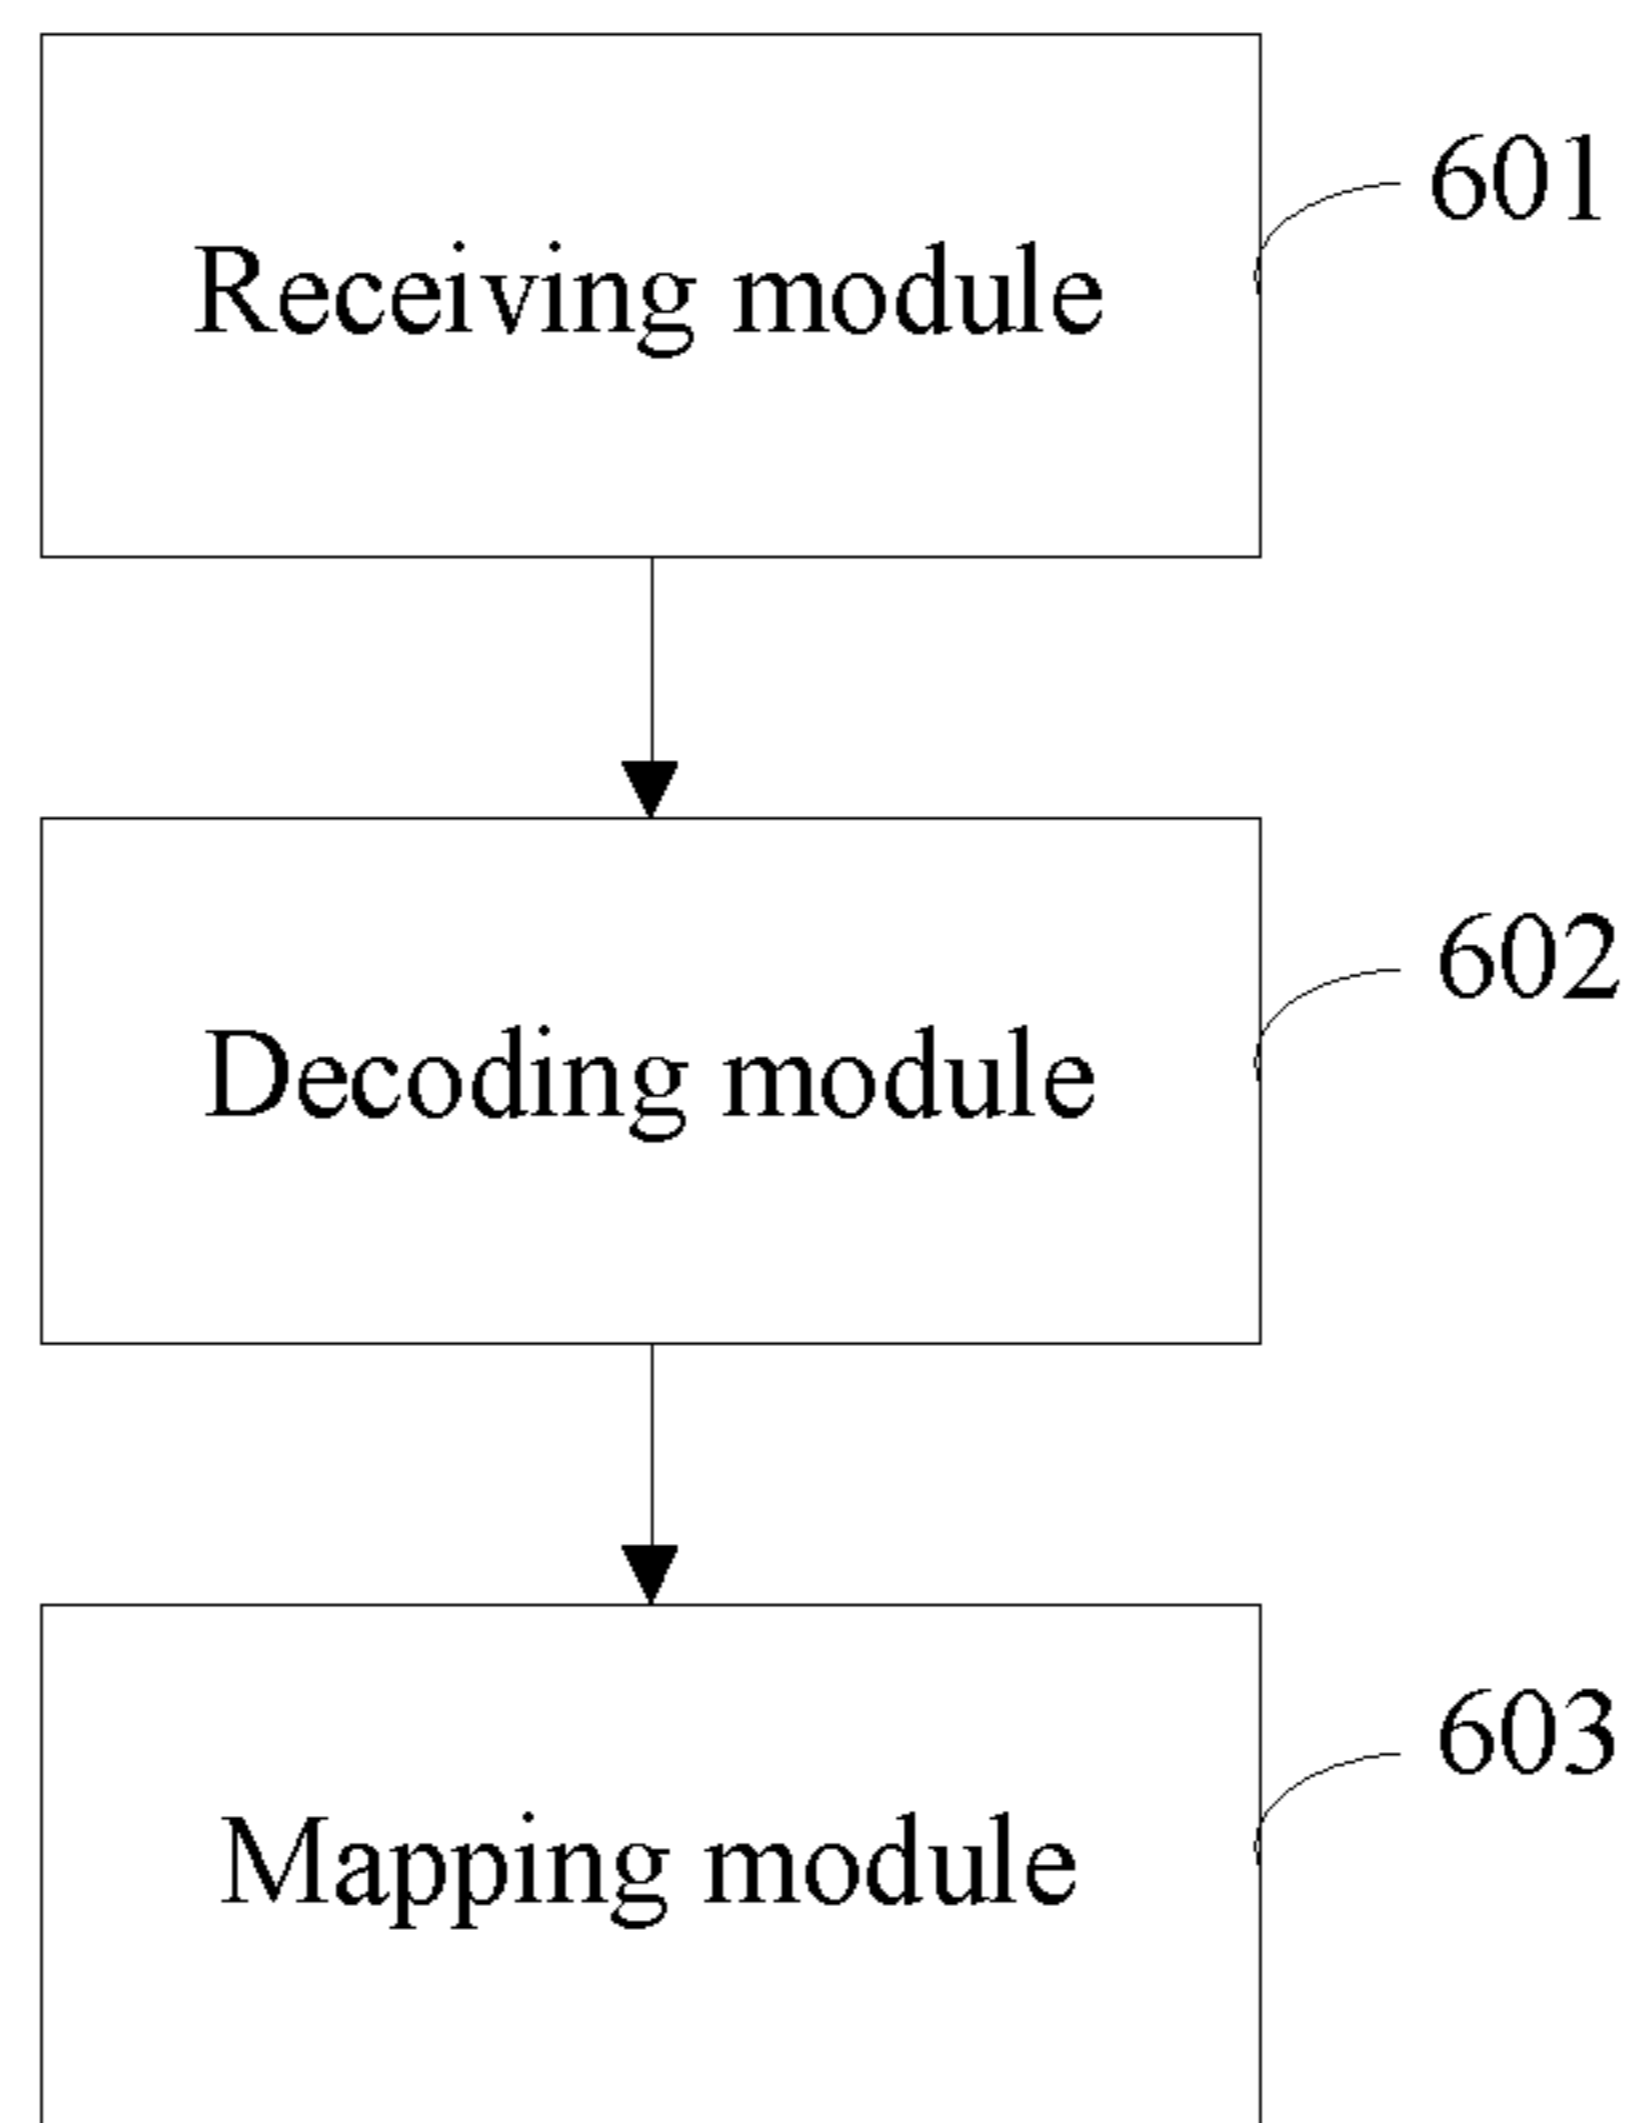 601
Receiving module
602
Decoding module
603
Mapping module